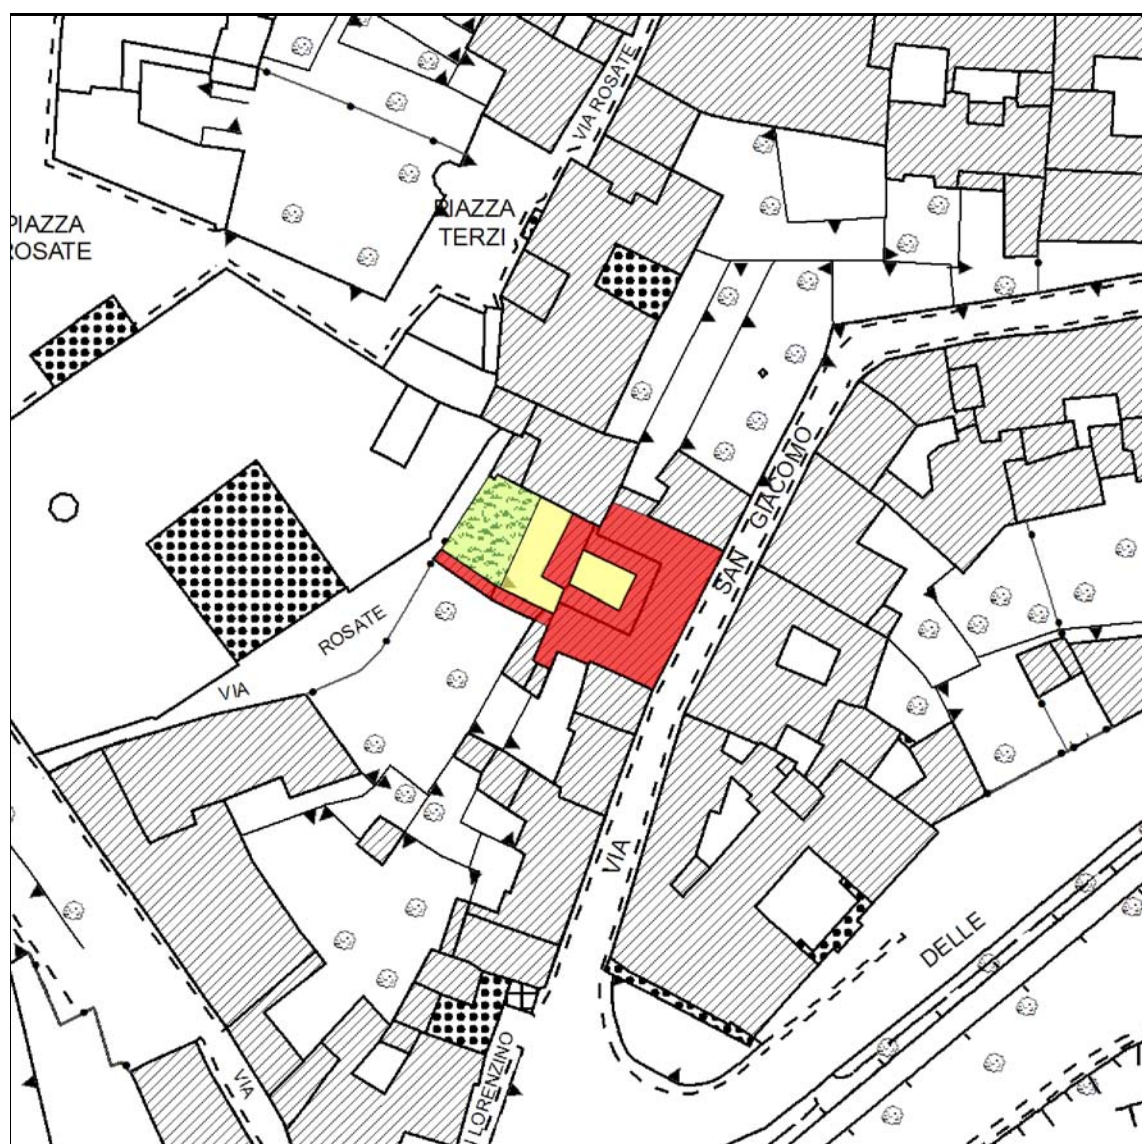 VIA ROSATE
PIAZZA
TERZI
PIAZZA
ROSATE
SAN GIACOMO
ROSATE
VIA
VIA
DELLE
VIA
LORENZINO